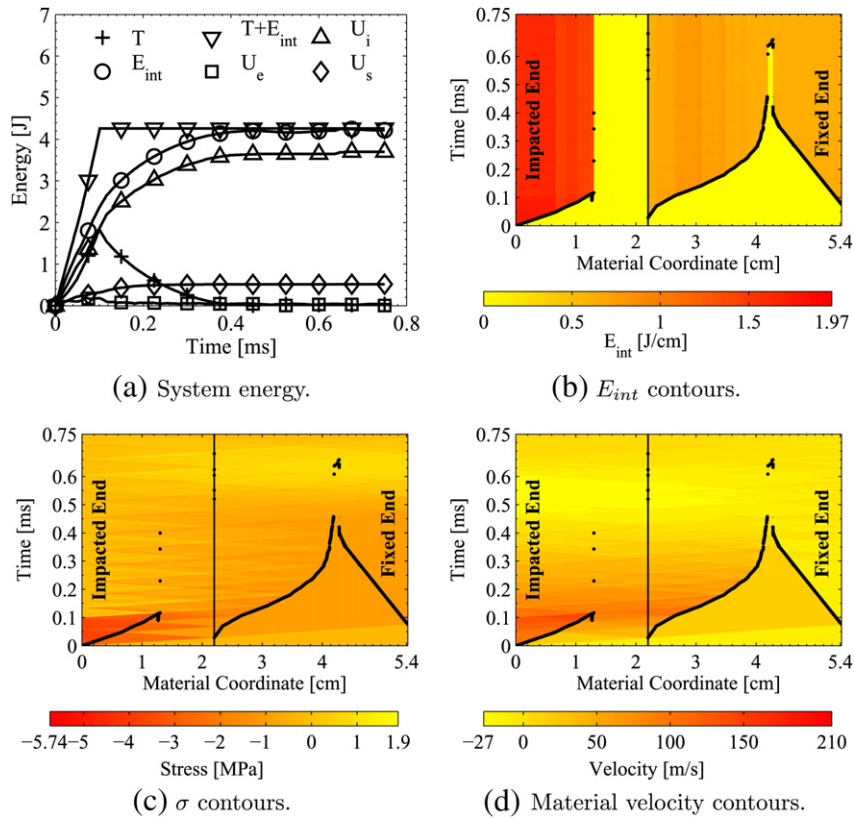 7
6
5
4
3
2
1
0
Energy [J]
T
T+E_int
U_i
E_int
U_e
U_s
0 0.2 0.4 0.6 0.8
Time [ms]
(a) System energy.
0.75
0.6
0.5
0.4
0.3
0.2
0.1
0
Time [ms]
Impacted End
Fixed End
0 1 2 3 4 5.4
Material Coordinate [cm]
0 0.5 1 1.5 1.97
E_int [J/cm]
(b) E_int contours.
0.75
0.6
0.5
0.4
0.3
0.2
0.1
0
Time [ms]
Impacted End
Fixed End
0 1 2 3 4 5.4
Material Coordinate [cm]
−5.74 −5 −4 −3 −2 −1 0 1 1.9
Stress [MPa]
(c) σ contours.
0.75
0.6
0.5
0.4
0.3
0.2
0.1
0
Time [ms]
Impacted End
Fixed End
0 1 2 3 4 5.4
Material Coordinate [cm]
−27 0 50 100 150 210
Velocity [m/s]
(d) Material velocity contours.